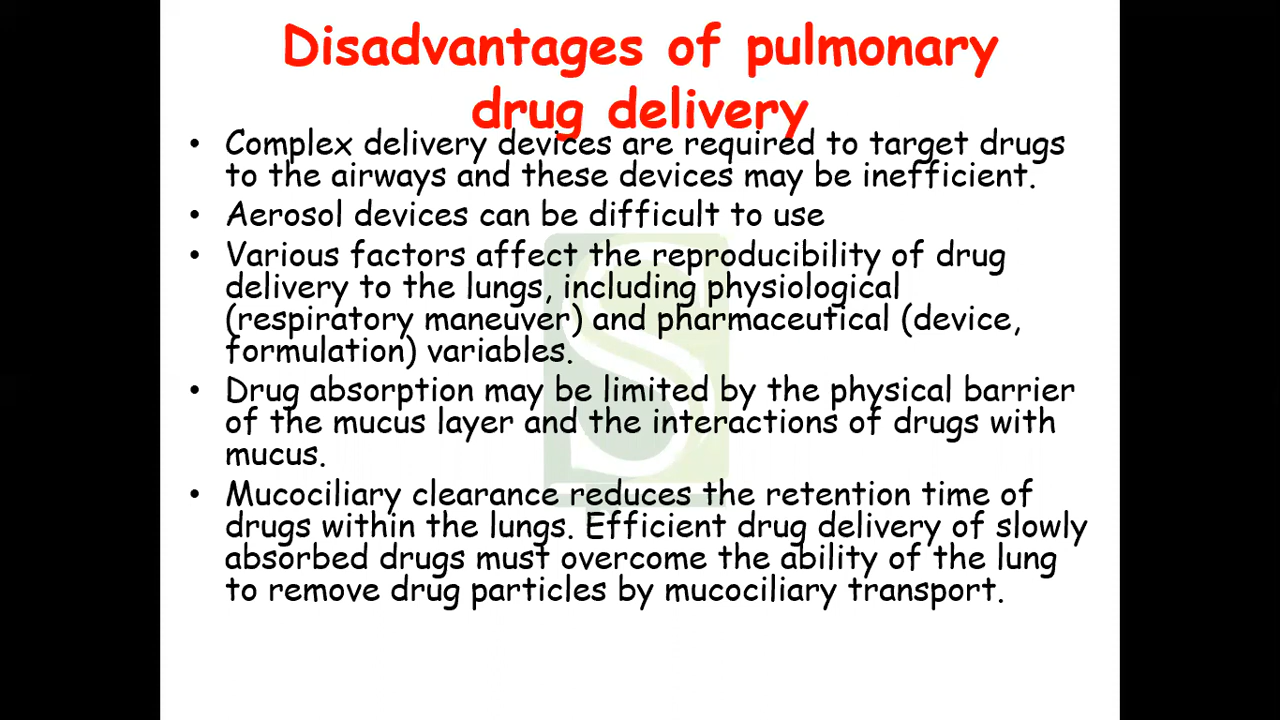 Disadvantages of pulmonary
drug delivery
• Complex delivery devices are required to target drugs
to the airways and these devices may be inefficient.
• Aerosol devices can be difficult to use
• Various factors affect the reproducibility of drug
delivery to the lungs, including physiological
(respiratory maneuver) and pharmaceutical (device,
formulation) variables.
• Drug absorption may be limited by the physical barrier
of the mucus layer and the interactions of drugs with
mucus.
• Mucociliary clearance reduces the retention time of
drugs within the lungs. Efficient drug delivery of slowly
absorbed drugs must overcome the ability of the lung
to remove drug particles by mucociliary transport.